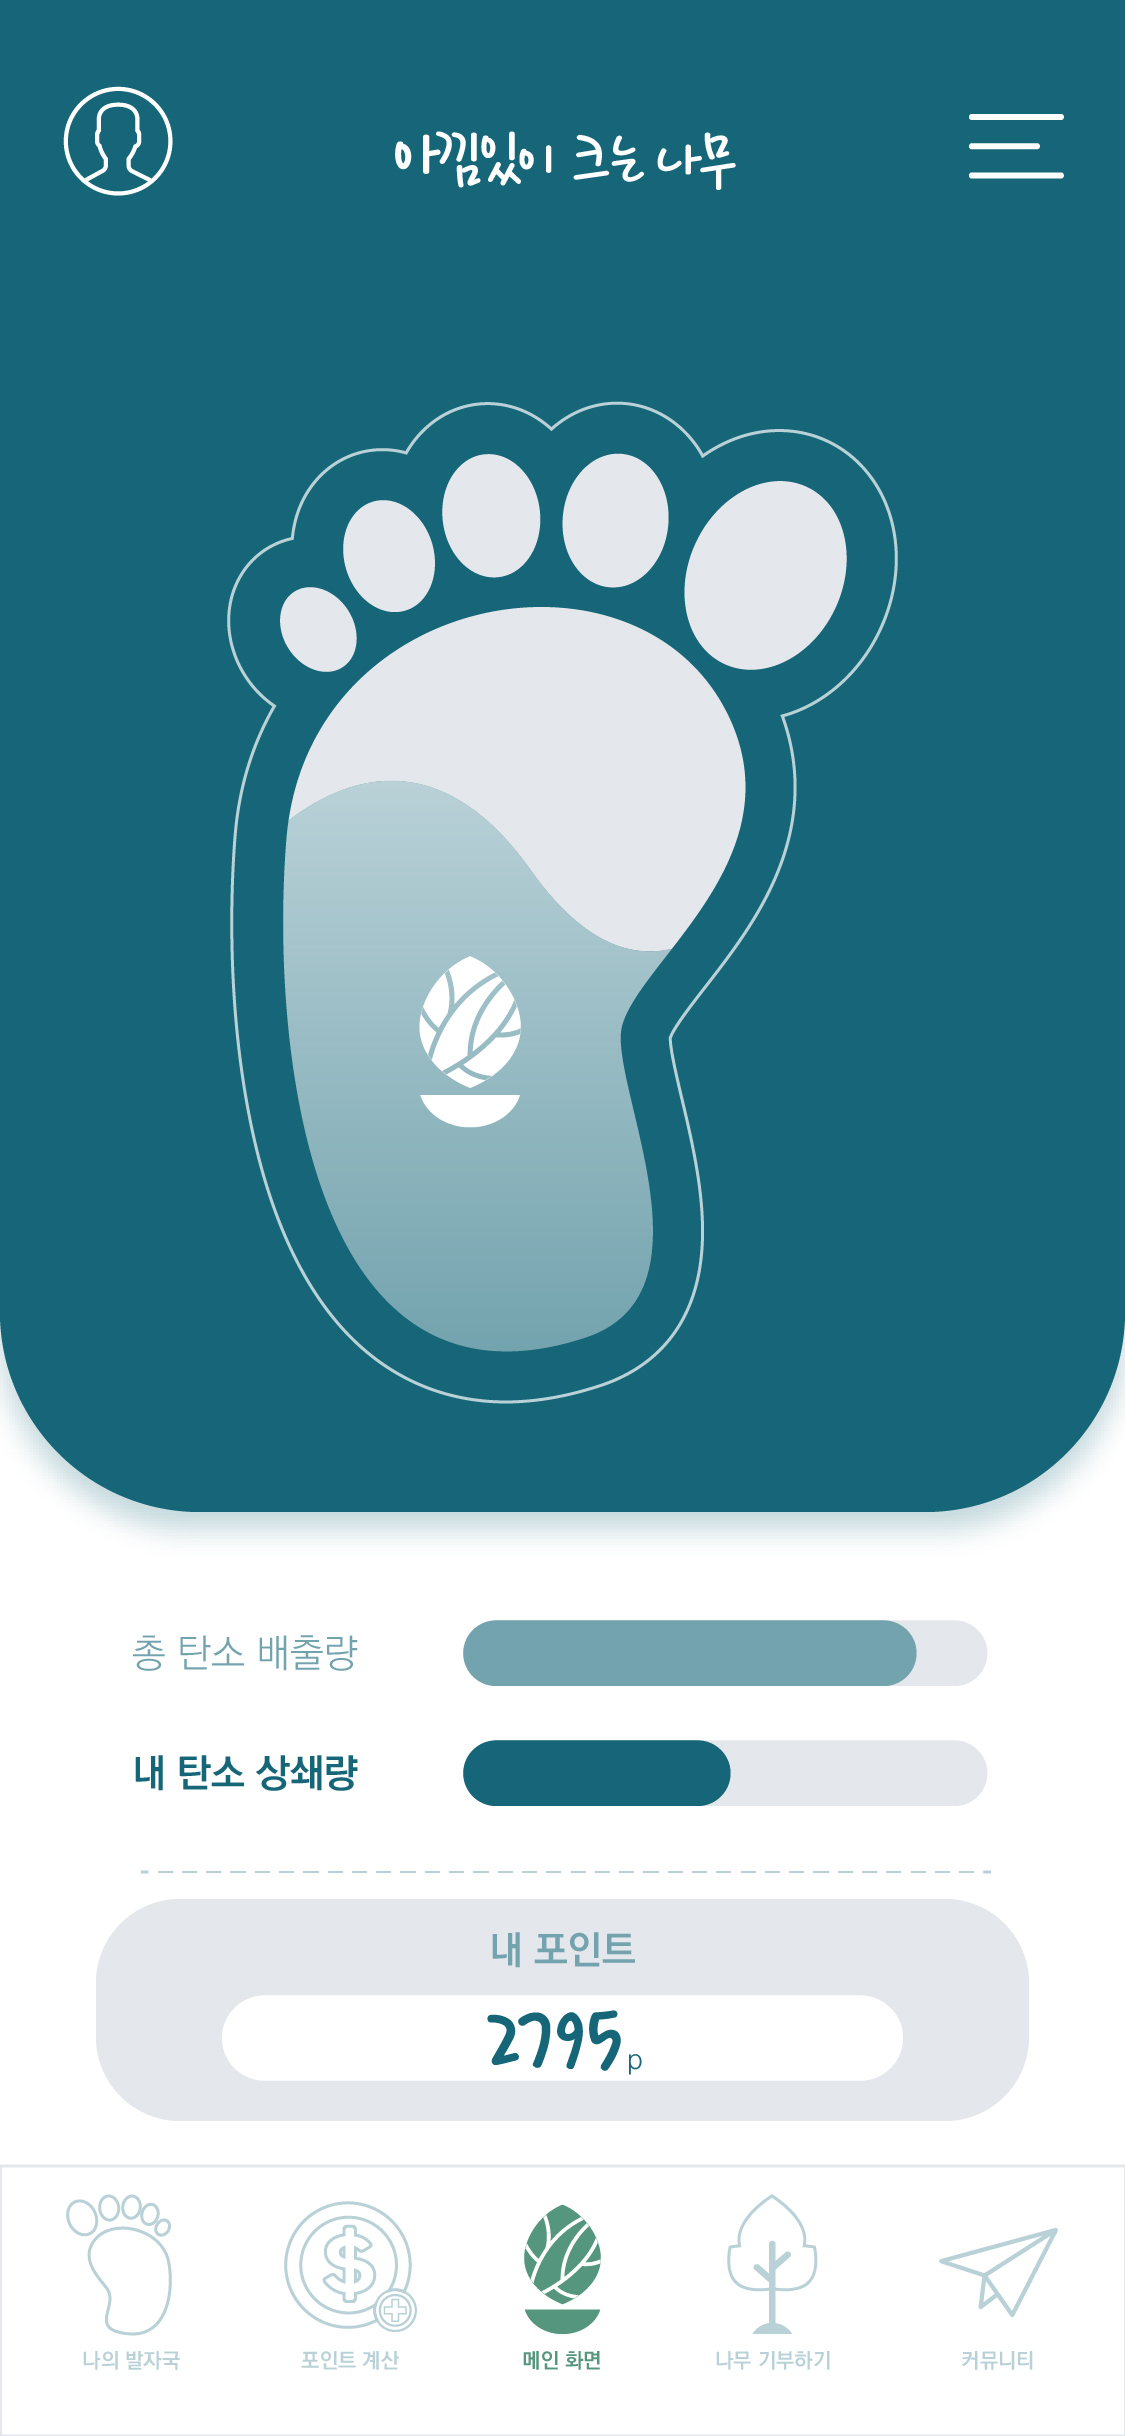 아낌있이 크는 나무
총 탄소 배출량
내 탄소 상쇄량
내 포인트
2795p
나의 발자국
포인트 계산
메인 화면
나무 기부하기
커뮤니티